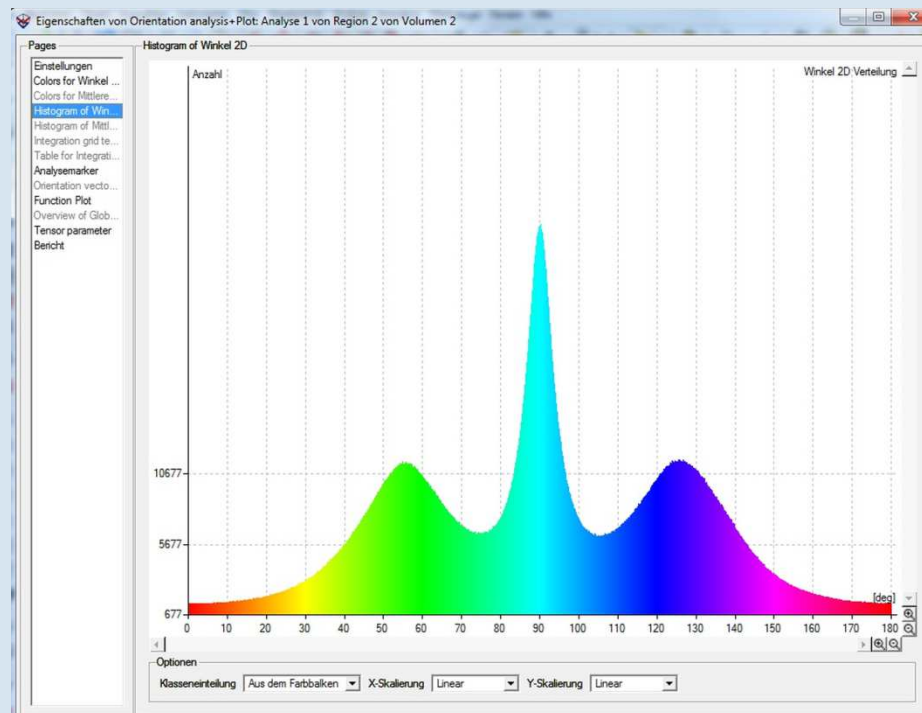 Eigenschaften von Orientation analysis+Plot: Analyse 1 von Region 2 von Volumen 2
Pages
Einstellungen
Colors for Winkel ...
Colors for Mittlere...
Histogram of Win...
Histogram of Mittl...
Integration grid te...
Table for Integrati...
Analysemarker
Orientation vecto...
Function Plot
Overview of Glob...
Tensor parameter
Bericht
Histogram of Winkel 2D
Anzahl
Winkel 2D Verteilung
10677
5677
677
[deg]
0 10 20 30 40 50 60 70 80 90 100 110 120 130 140 150 160 170 180
Optionen
Klasseneinteilung Aus dem Farbbalken X-Skalierung Linear Y-Skalierung Linear